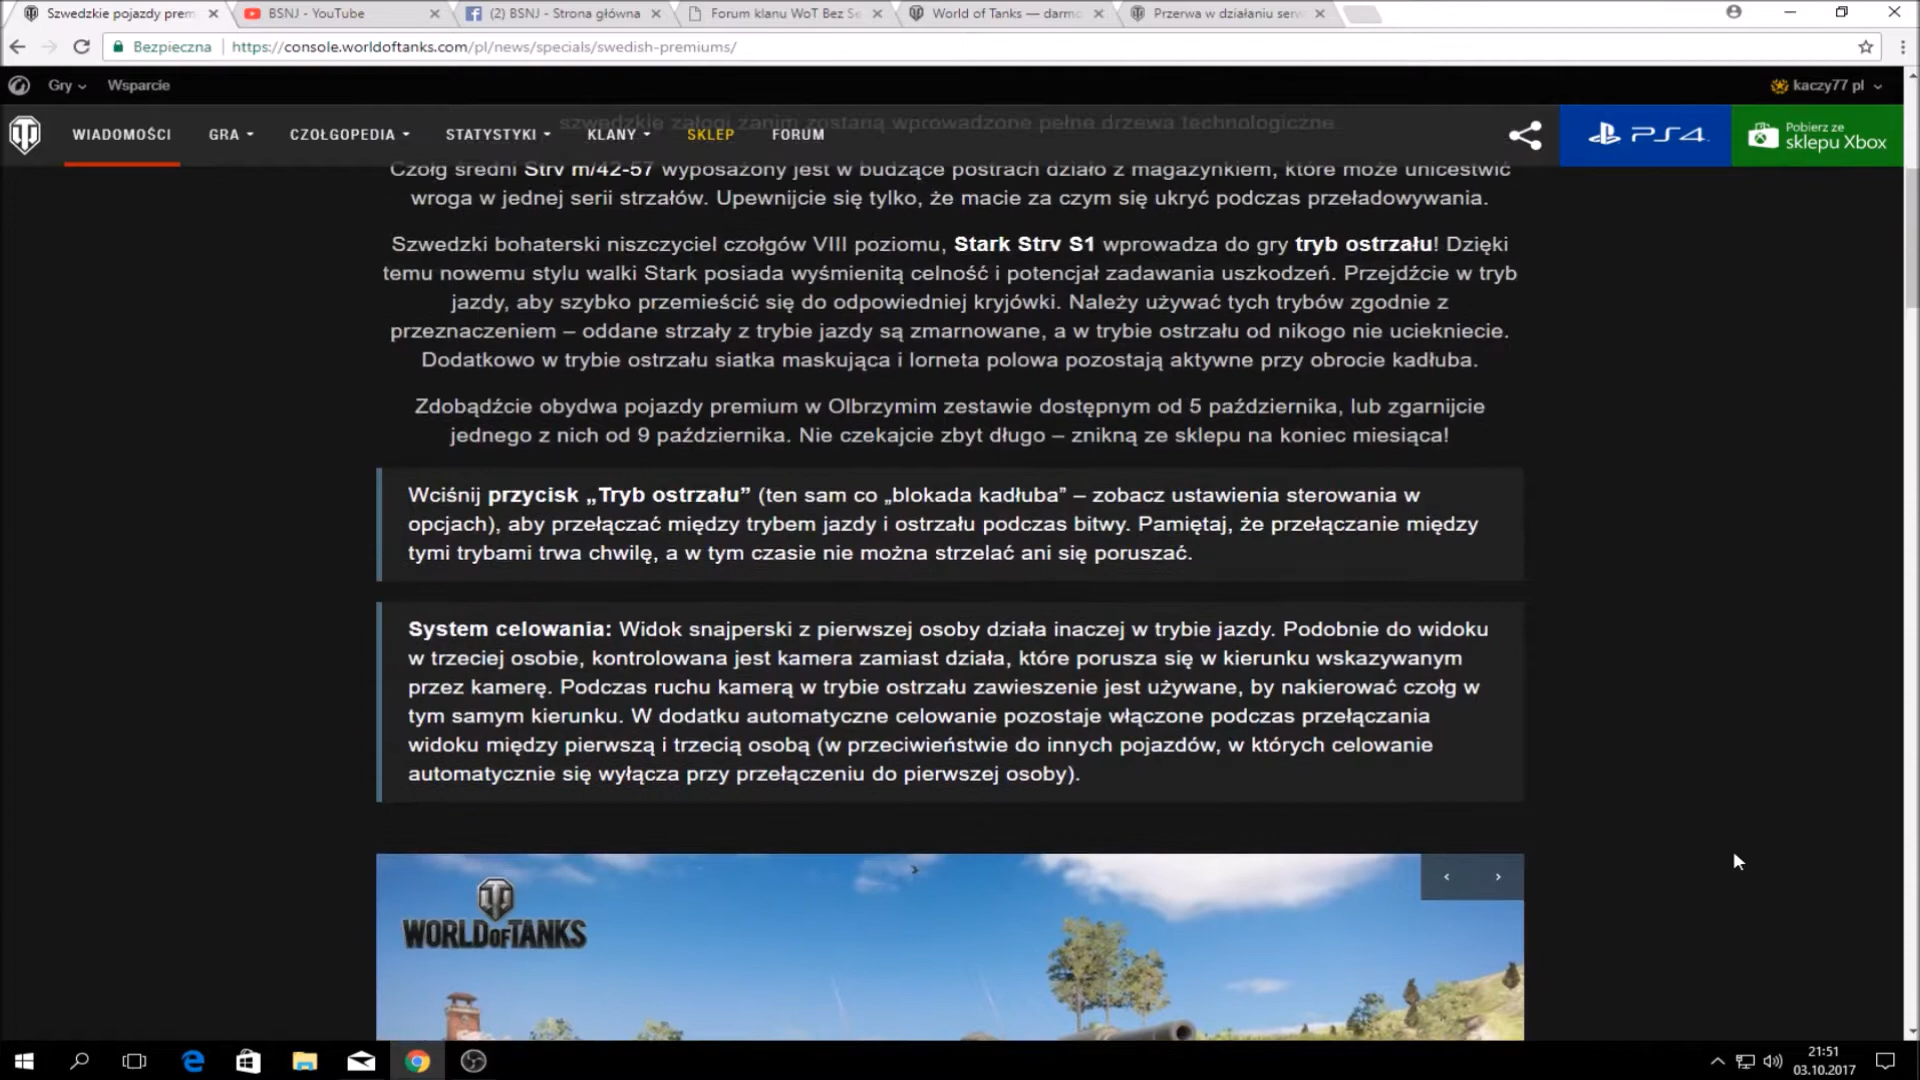 Szwedzkie pojazdy prem
BSNJ - YouTube
(2) BSNJ - Strona główna
Forum klanu WoT Bez Se
World of Tanks — darmo
Przerwa w działaniu serw
Bezpieczna
https://console.worldoftanks.com/pl/news/specials/swedish-premiums/
Gry
Wsparcie
kaczy77 pl
WIADOMOŚCI
GRA
CZOŁGOPEDIA
STATYSTYKI
KLANY
SKLEP
FORUM
PS4
Pobierz ze
sklepu Xbox
szwedzkie załogi zanim zostaną wprowadzone pełne drzewa technologiczne
Czołg średni Strv m/42-57 wyposażony jest w budzące postrach działo z magazynkiem, które może unicestwić
wroga w jednej serii strzałów. Upewnijcie się tylko, że macie za czym się ukryć podczas przeładowywania.
Szwedzki bohaterski niszczyciel czołgów VIII poziomu, Stark Strv S1 wprowadza do gry tryb ostrzału! Dzięki
temu nowemu stylu walki Stark posiada wyśmienitą celność i potencjał zadawania uszkodzeń. Przejdźcie w tryb
jazdy, aby szybko przemieścić się do odpowiedniej kryjówki. Należy używać tych trybów zgodnie z
przeznaczeniem – oddane strzały z trybie jazdy są zmarnowane, a w trybie ostrzału od nikogo nie uciekniecie.
Dodatkowo w trybie ostrzału siatka maskująca i lorneta polowa pozostają aktywne przy obrocie kadłuba.
Zdobądźcie obydwa pojazdy premium w Olbrzymim zestawie dostępnym od 5 października, lub zgarnijcie
jednego z nich od 9 października. Nie czekajcie zbyt długo – znikną ze sklepu na koniec miesiąca!
Wciśnij przycisk „Tryb ostrzału” (ten sam co „blokada kadłuba” – zobacz ustawienia sterowania w
opcjach), aby przełączać między trybem jazdy i ostrzału podczas bitwy. Pamiętaj, że przełączanie między
tymi trybami trwa chwilę, a w tym czasie nie można strzelać ani się poruszać.
System celowania: Widok snajperski z pierwszej osoby działa inaczej w trybie jazdy. Podobnie do widoku
w trzeciej osobie, kontrolowana jest kamera zamiast działa, które porusza się w kierunku wskazywanym
przez kamerę. Podczas ruchu kamerą w trybie ostrzału zawieszenie jest używane, by nakierować czołg w
tym samym kierunku. W dodatku automatyczne celowanie pozostaje włączone podczas przełączania
widoku między pierwszą i trzecią osobą (w przeciwieństwie do innych pojazdów, w których celowanie
automatycznie się wyłącza przy przełączeniu do pierwszej osoby).
WORLD OF TANKS
21:51
03.10.2017